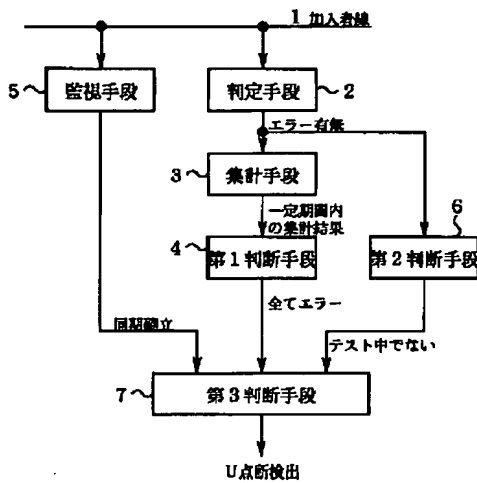 1 加入者線
5 監視手段
判定手段 2
エラー有無
3 集計手段
一定期間内
の集計結果
6
4 第1判断手段
第2判断手段
全てエラー
同期確立
テスト中でない
7 第3判断手段
U点断検出